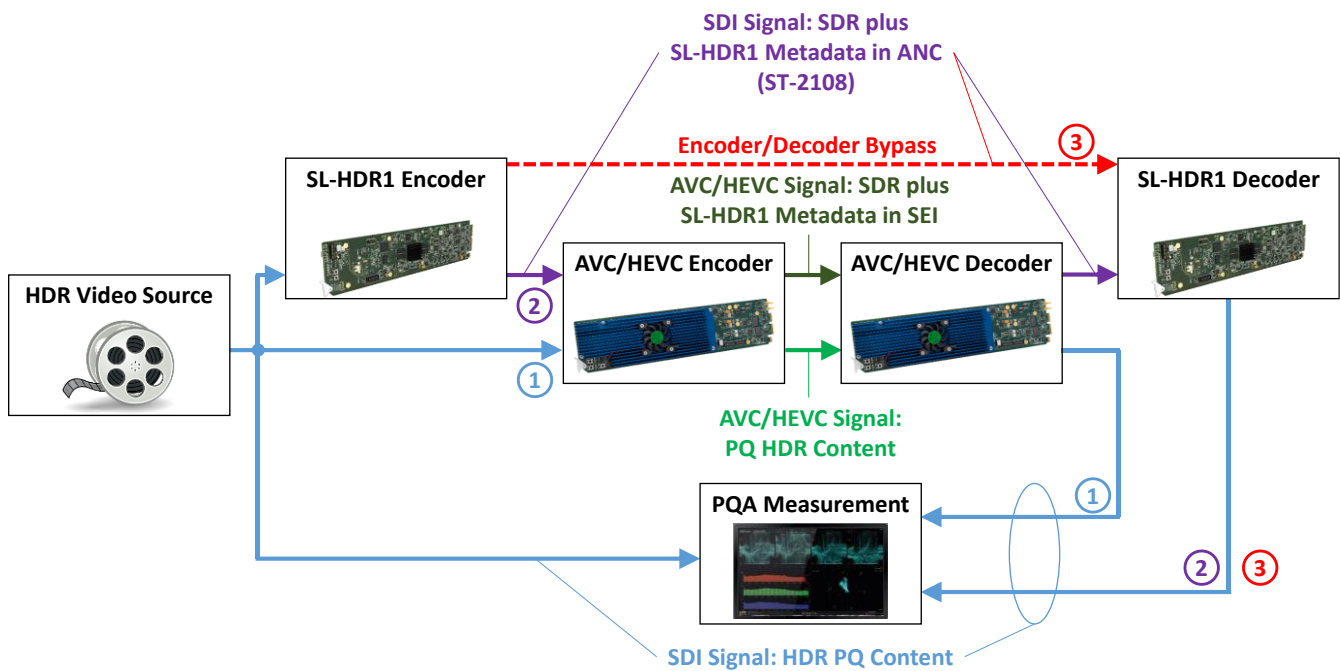 SDI Signal: SDR plus
SL-HDR1 Metadata in ANC
(ST-2108)
Encoder/Decoder Bypass
3
SL-HDR1 Encoder
AVC/HEVC Signal: SDR plus
SL-HDR1 Metadata in SEI
SL-HDR1 Decoder
HDR Video Source
2
AVC/HEVC Encoder
AVC/HEVC Decoder
1
AVC/HEVC Signal:
PQ HDR Content
PQA Measurement
1
2
3
SDI Signal: HDR PQ Content